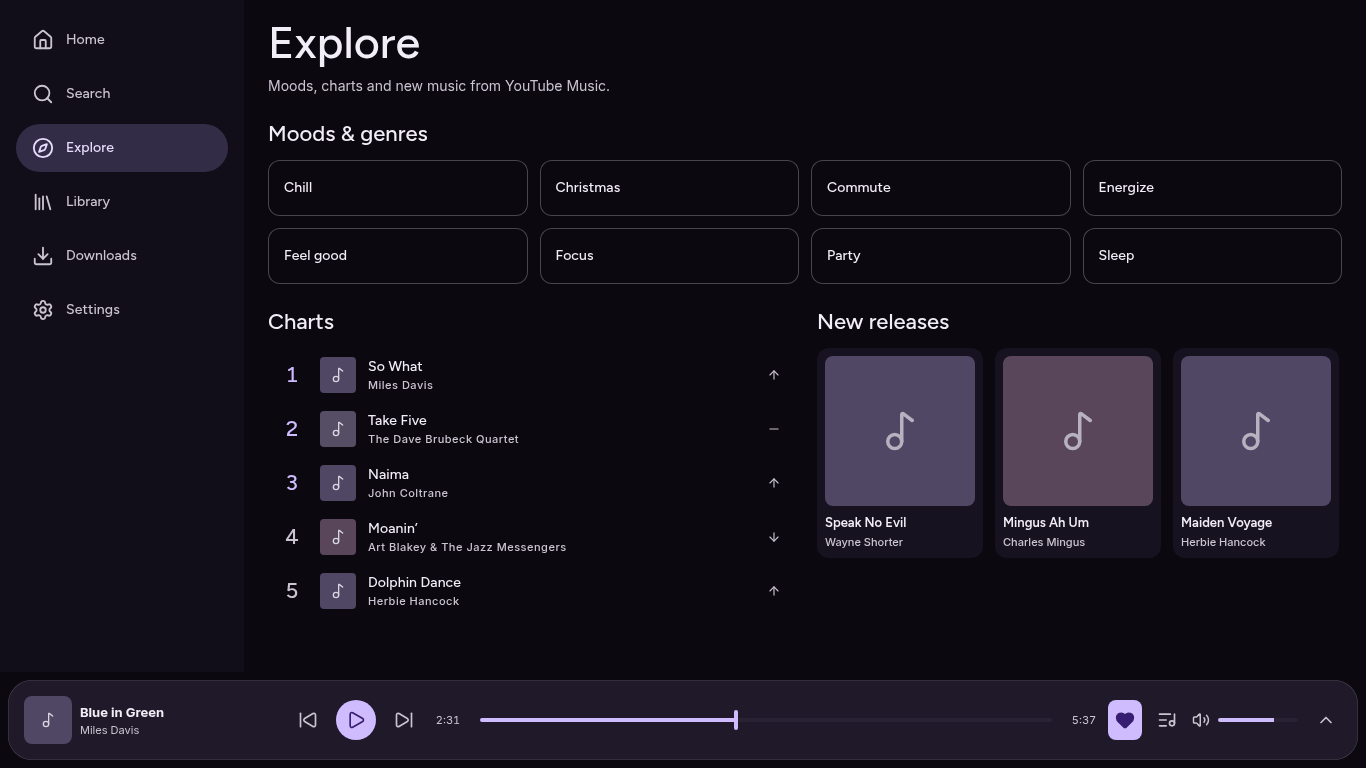 Home
Search
Explore
Library
Downloads
Settings
Explore
Moods, charts and new music from YouTube Music.
Moods & genres
Chill
Christmas
Commute
Energize
Feel good
Focus
Party
Sleep
Charts
1
So What
Miles Davis
2
Take Five
The Dave Brubeck Quartet
3
Naima
John Coltrane
4
Moanin’
Art Blakey & The Jazz Messengers
5
Dolphin Dance
Herbie Hancock
New releases
Speak No Evil
Wayne Shorter
Mingus Ah Um
Charles Mingus
Maiden Voyage
Herbie Hancock
Blue in Green
Miles Davis
2:31
5:37